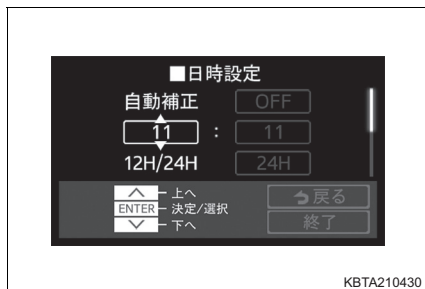 ■日時設定
自動補正 OFF
11 : 11
12H/24H 24H
上へ
ENTER 決定/選択
下へ
戻る
終了
KBTA210430